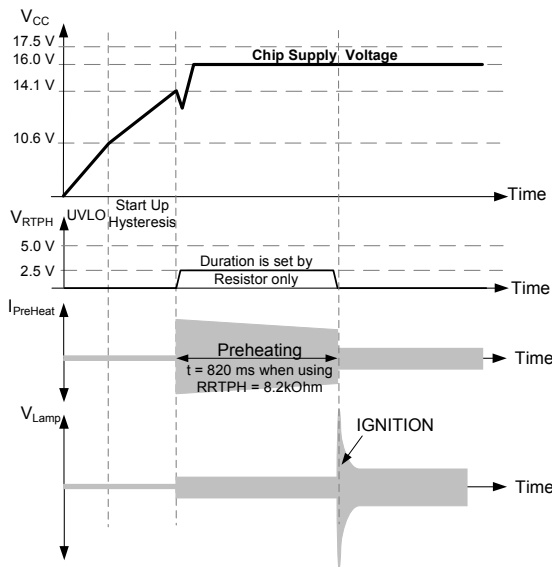 VCC
17.5 V
16.0 V
Chip Supply Voltage
14.1 V
10.6 V
Time
UVLO
Start Up
Hysteresis
VRTPH
5.0 V
2.5 V
Duration is set by
Resistor only
Time
IPreHeat
Preheating
t = 820 ms when using
RRTPH = 8.2kOhm
Time
VLamp
IGNITION
Time